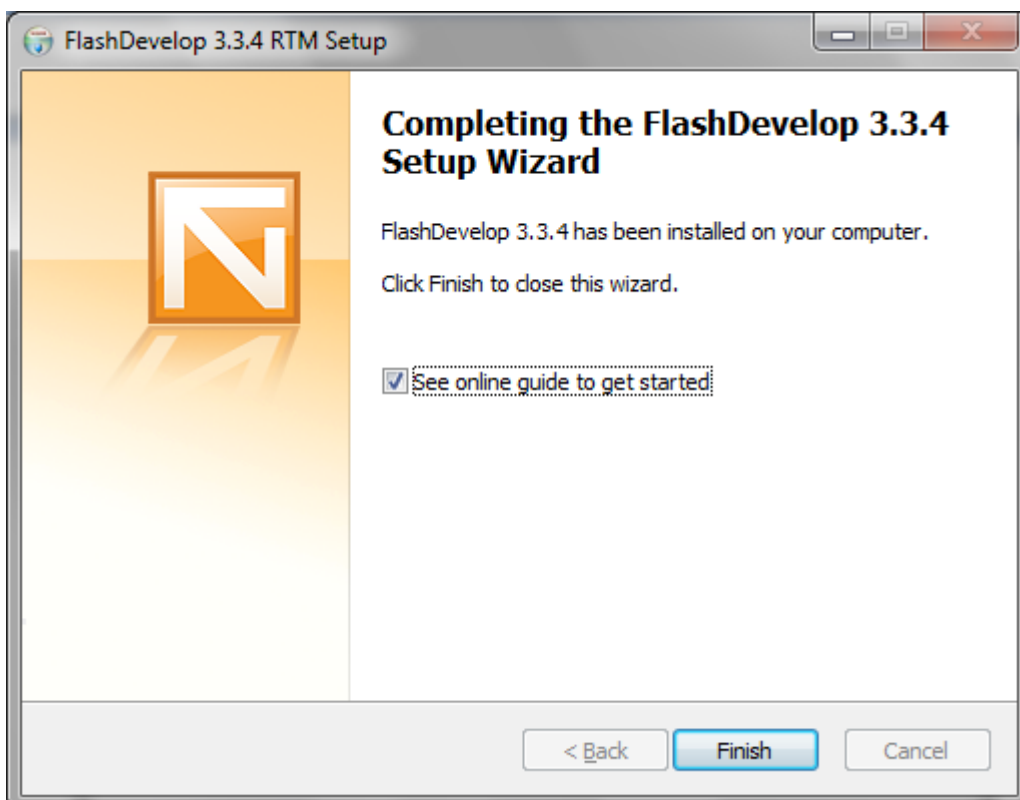 FlashDevelop 3.3.4 RTM Setup
Completing the FlashDevelop 3.3.4
Setup Wizard
FlashDevelop 3.3.4 has been installed on your computer.
Click Finish to close this wizard.
See online guide to get started
< Back
Finish
Cancel